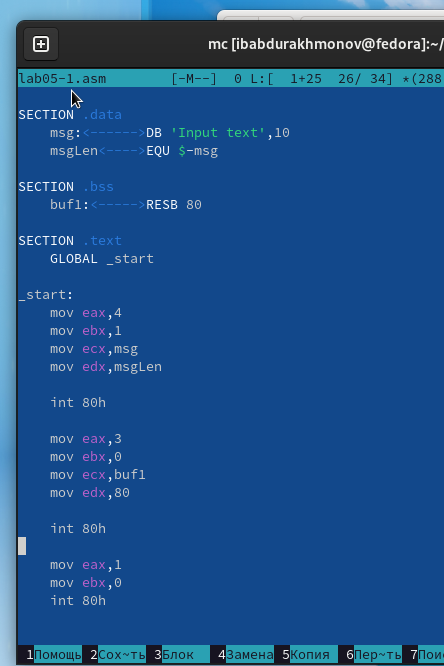 mc [ibabdurakhmonov@fedora]:~/
lab05-1.asm [-M--] 0 L:[ 1+25 26/ 34] *(288
SECTION .data
msg:<------>DB 'Input text',10
msgLen<---->EQU $-msg
SECTION .bss
buf1:<----->RESB 80
SECTION .text
GLOBAL _start
_start:
mov eax,4
mov ebx,1
mov ecx,msg
mov edx,msgLen
int 80h
mov eax,3
mov ebx,0
mov ecx,buf1
mov edx,80
int 80h
mov eax,1
mov ebx,0
int 80h
1Помощь 2Сох~ть 3Блок 4Замена 5Копия 6Пер~ть 7Пои